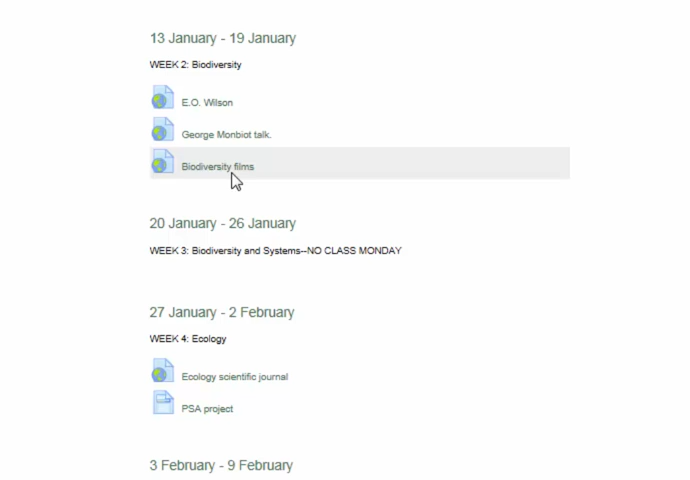 13 January - 19 January
WEEK 2: Biodiversity
E.O. Wilson
George Monbiot talk.
Biodiversity films
20 January - 26 January
WEEK 3: Biodiversity and Systems--NO CLASS MONDAY
27 January - 2 February
WEEK 4: Ecology
Ecology scientific journal
PSA project
3 February - 9 February